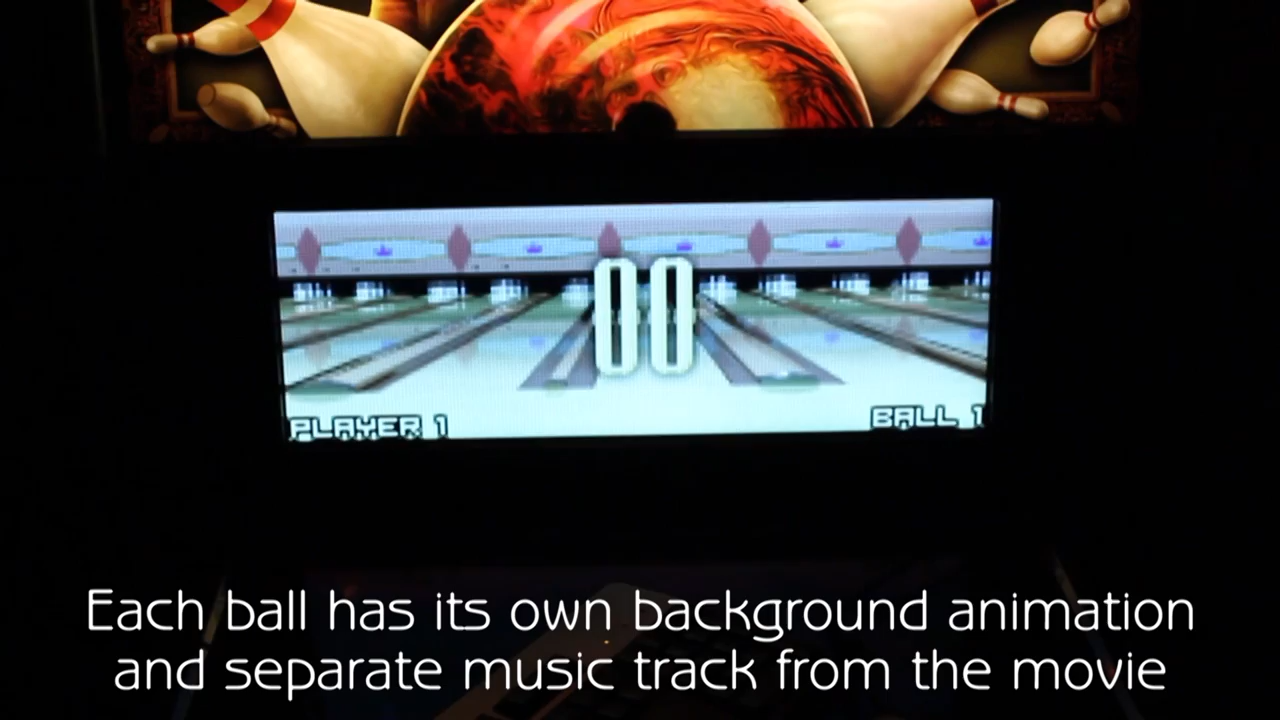 00
PLAYER 1
BALL 1
Each ball has its own background animation
and separate music track from the movie